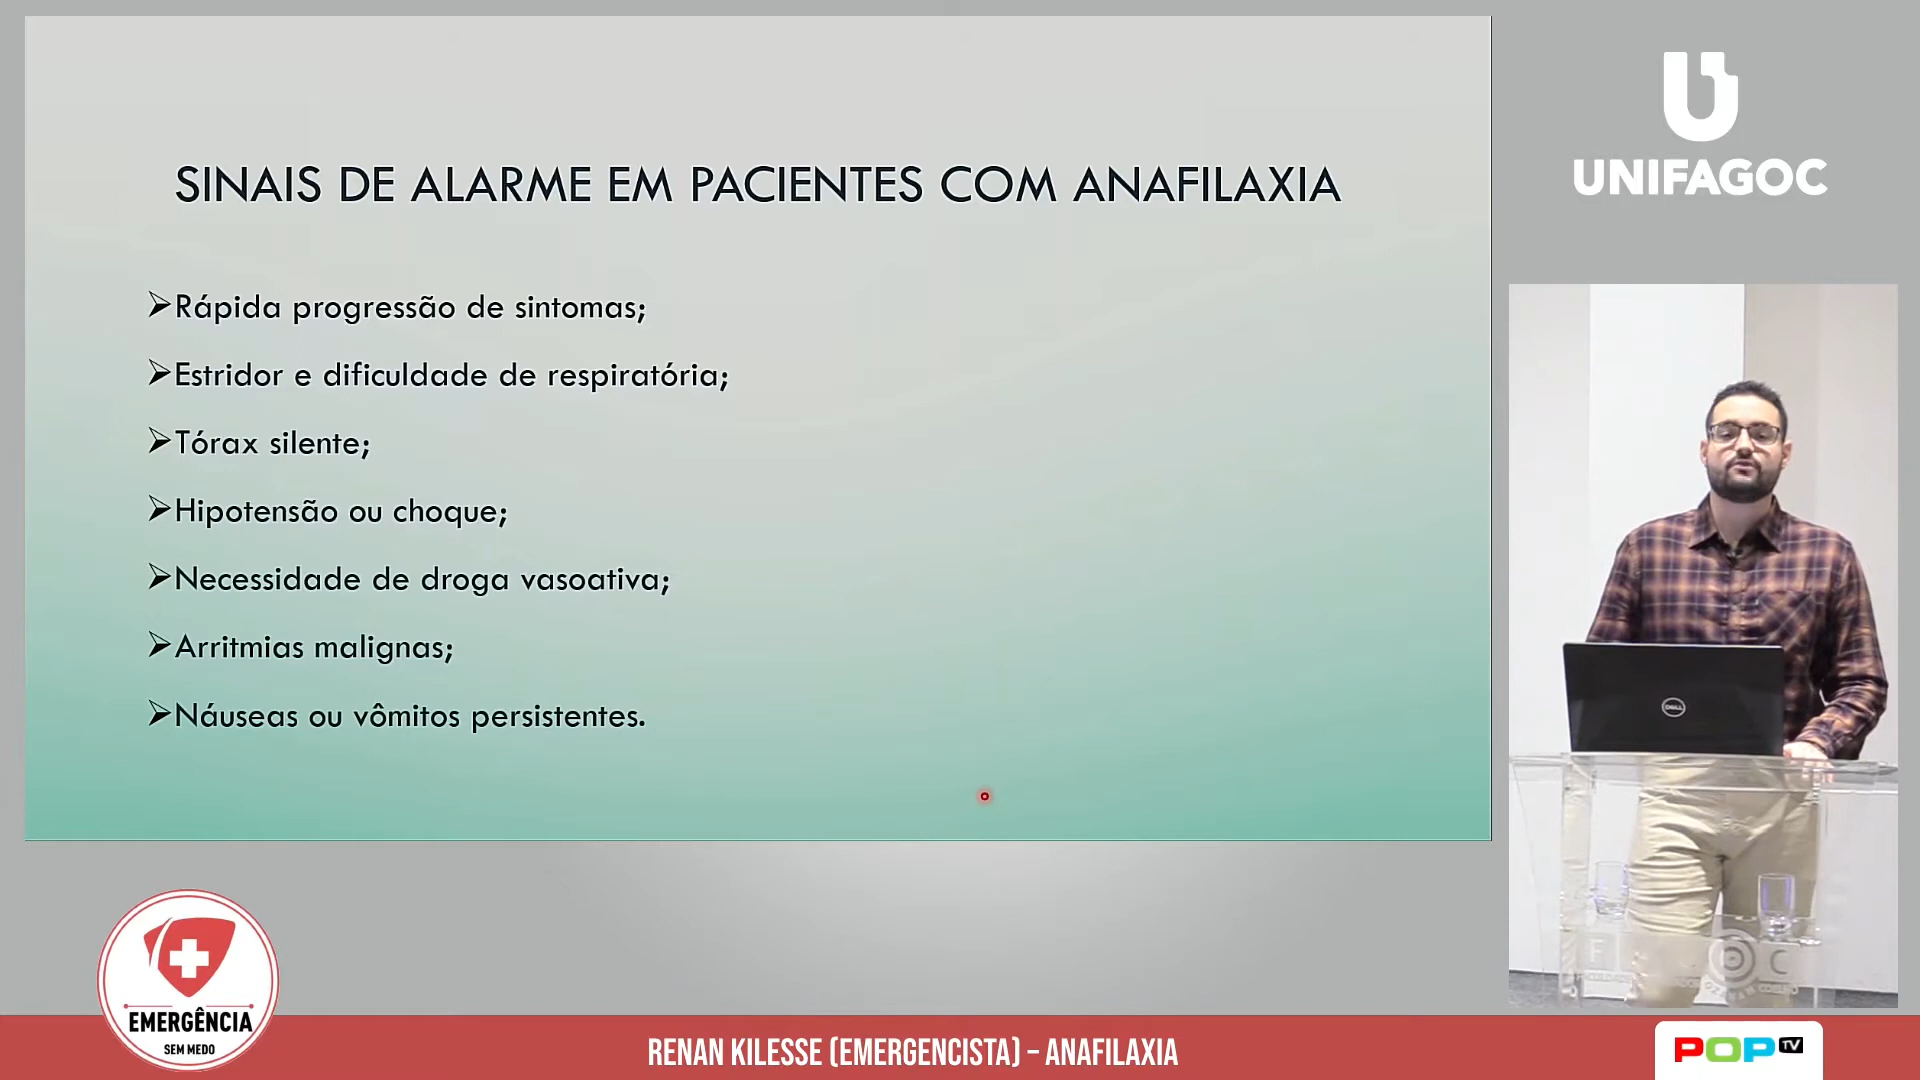 SINAIS DE ALARME EM PACIENTES COM ANAFILAXIA
➢Rápida progressão de sintomas;
➢Estridor e dificuldade de respiratória;
➢Tórax silente;
➢Hipotensão ou choque;
➢Necessidade de droga vasoativa;
➢Arritmias malignas;
➢Náuseas ou vômitos persistentes.
UNIFAGOC
DELL
EMERGÊNCIA
SEM MEDO
RENAN KILESSE (EMERGENCISTA) – ANAFILAXIA
POP TV